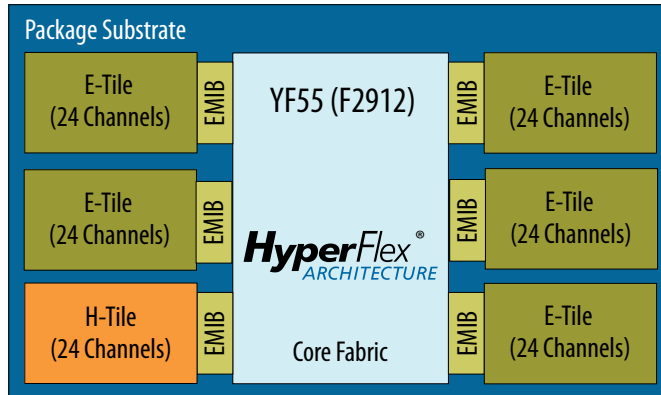 Package Substrate
E-Tile
(24 Channels)
EMIB
YF55 (F2912)
EMIB
E-Tile
(24 Channels)
E-Tile
(24 Channels)
EMIB
HyperFlex®
ARCHITECTURE
EMIB
E-Tile
(24 Channels)
H-Tile
(24 Channels)
EMIB
Core Fabric
EMIB
E-Tile
(24 Channels)